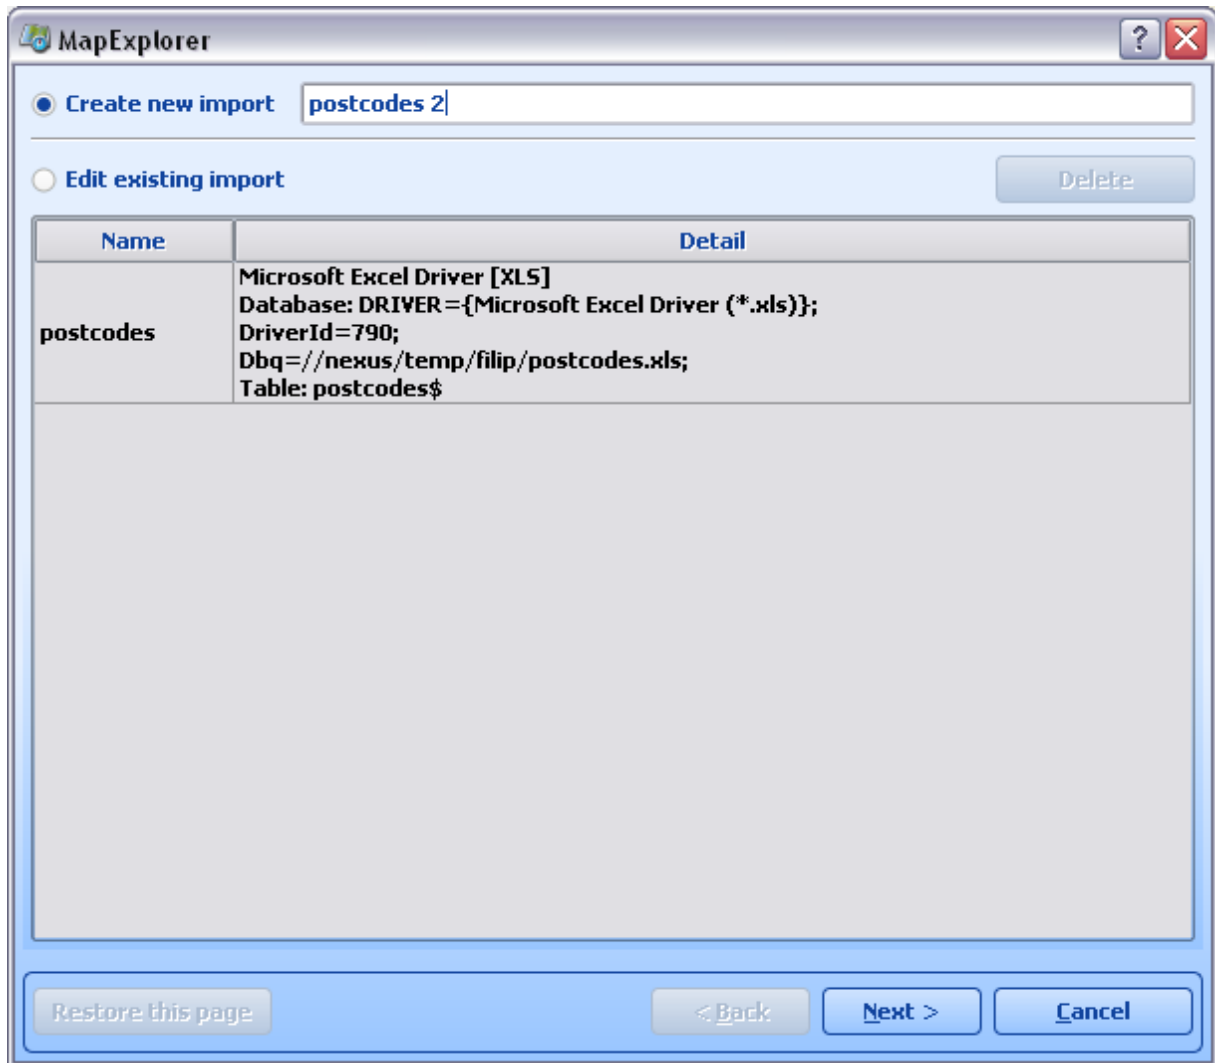 MapExplorer
Create new import
postcodes 2
Edit existing import
Delete
Name
Detail
postcodes
Microsoft Excel Driver [XLS]
Database: DRIVER={Microsoft Excel Driver (*.xls)};
DriverId=790;
Dbq=//nexus/temp/filip/postcodes.xls;
Table: postcodes$
Restore this page
< Back
Next >
Cancel